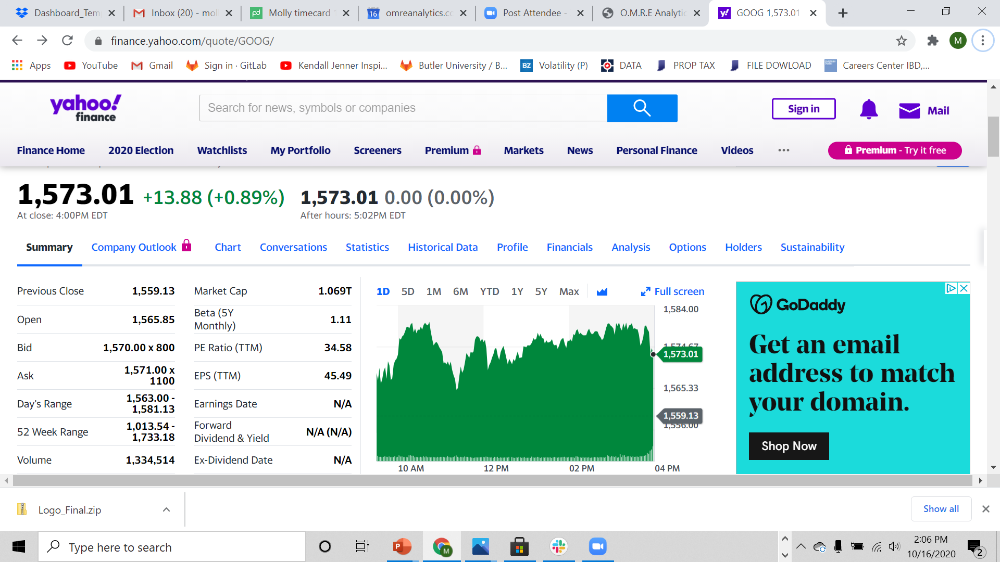 Dashboard_Tem
Inbox (20) - mol
Molly timecard
16
omreanalytics.co
Post Attendee -
O.M.R.E Analytic
y!
GOOG 1,573.01
finance.yahoo.com/quote/GOOG/
M
Apps
YouTube
Gmail
Sign in · GitLab
Kendall Jenner Inspi...
Butler University / B...
BZ
Volatility (P)
DATA
PROP TAX
FILE DOWLOAD
Careers Center IBD,...
yahoo!
finance
Search for news, symbols or companies
Sign in
Mail
Finance Home
2020 Election
Watchlists
My Portfolio
Screeners
Premium
Markets
News
Personal Finance
Videos
Premium - Try it free
1,573.01 +13.88 (+0.89%)
At close: 4:00PM EDT
1,573.01 0.00 (0.00%)
After hours: 5:02PM EDT
Summary
Company Outlook
Chart
Conversations
Statistics
Historical Data
Profile
Financials
Analysis
Options
Holders
Sustainability
Previous Close 1,559.13
Open 1,565.85
Bid 1,570.00 x 800
Ask 1,571.00 x
1100
Day's Range 1,563.00 -
1,581.13
52 Week Range 1,013.54 -
1,733.18
Volume 1,334,514
Market Cap 1.069T
Beta (5Y
Monthly) 1.11
PE Ratio (TTM) 34.58
EPS (TTM) 45.49
Earnings Date N/A
Forward
Dividend & Yield N/A (N/A)
Ex-Dividend Date N/A
1D 5D 1M 6M YTD 1Y 5Y Max
Full screen
1,584.00
1,574.67
1,573.01
1,565.33
1,559.13
1,556.00
10 AM 12 PM 02 PM 04 PM
GoDaddy
Get an email
address to match
your domain.
Shop Now
Logo_Final.zip
Show all
Type here to search
P
M
2:06 PM
10/16/2020
2